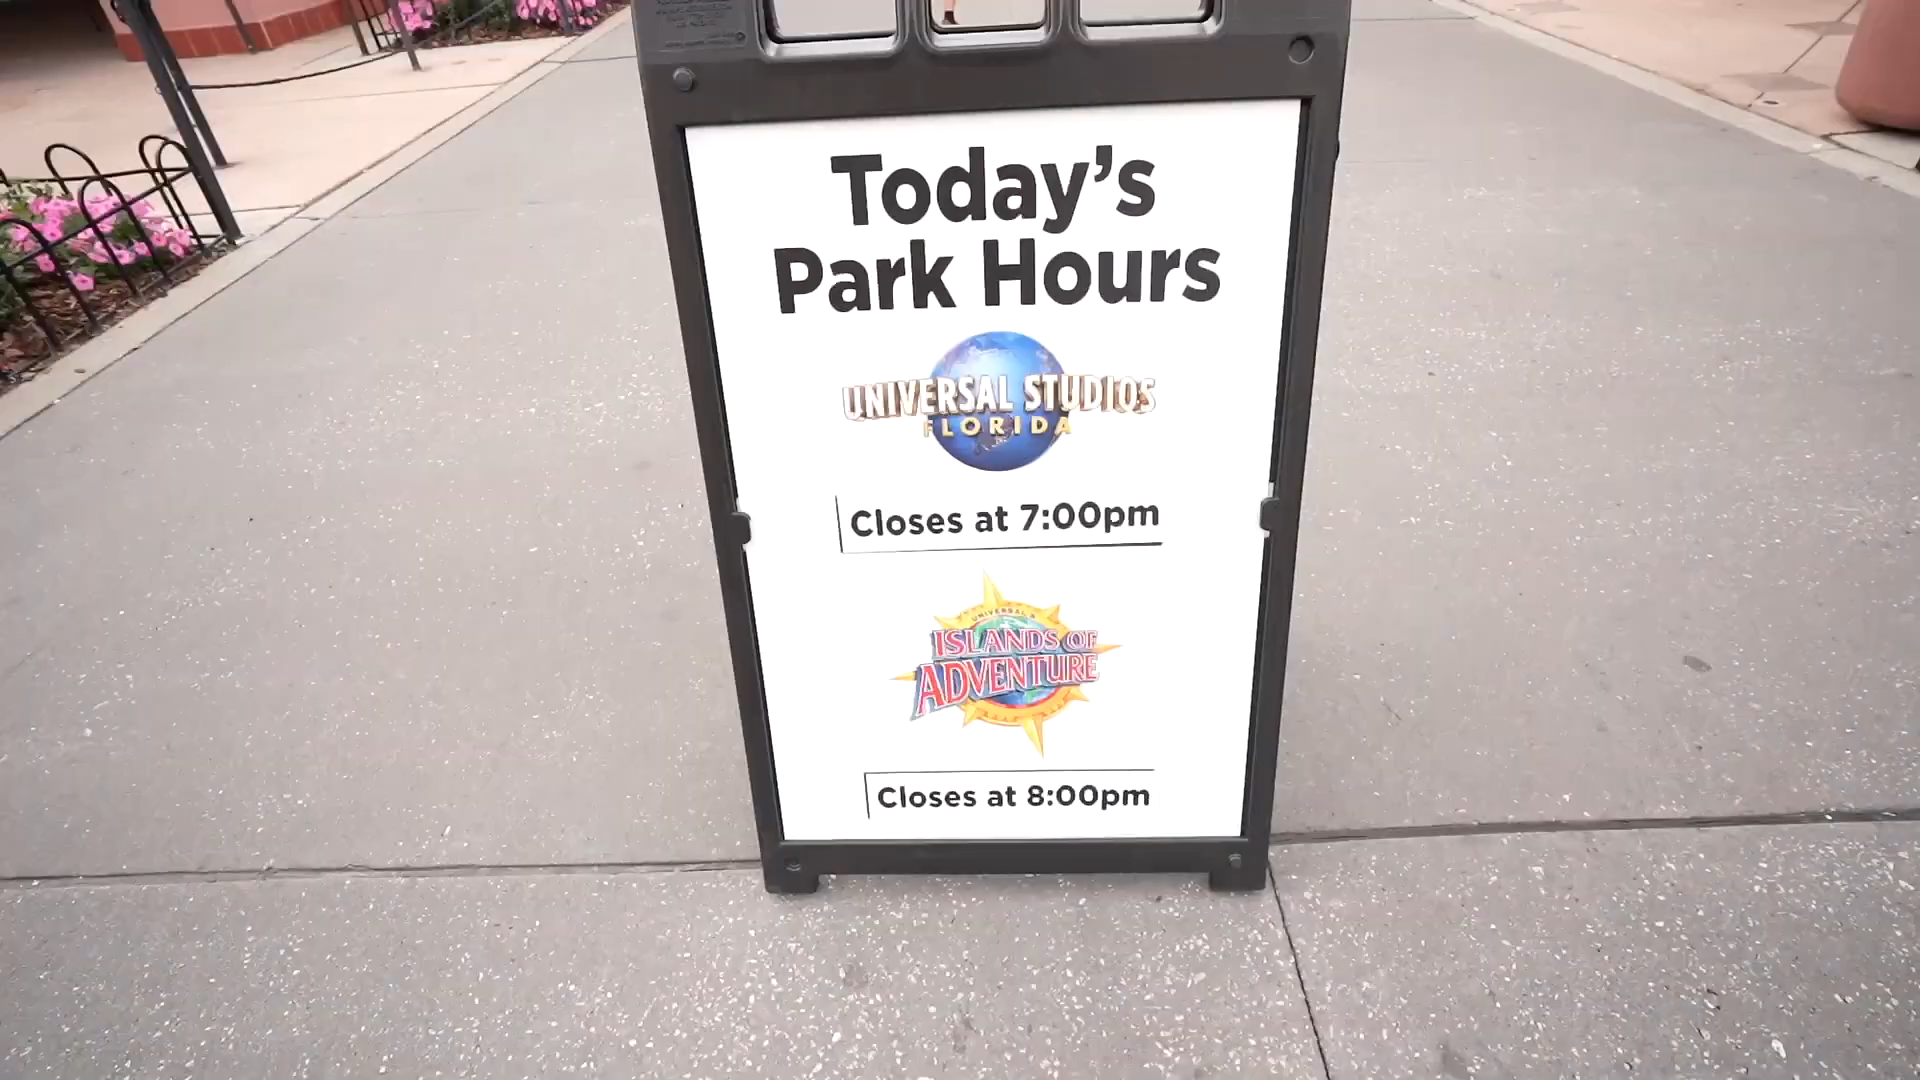 Today's
Park Hours
UNIVERSAL STUDIOS
FLORIDA
Closes at 7:00pm
UNIVERSAL'S
ISLANDS OF
ADVENTURE
Closes at 8:00pm